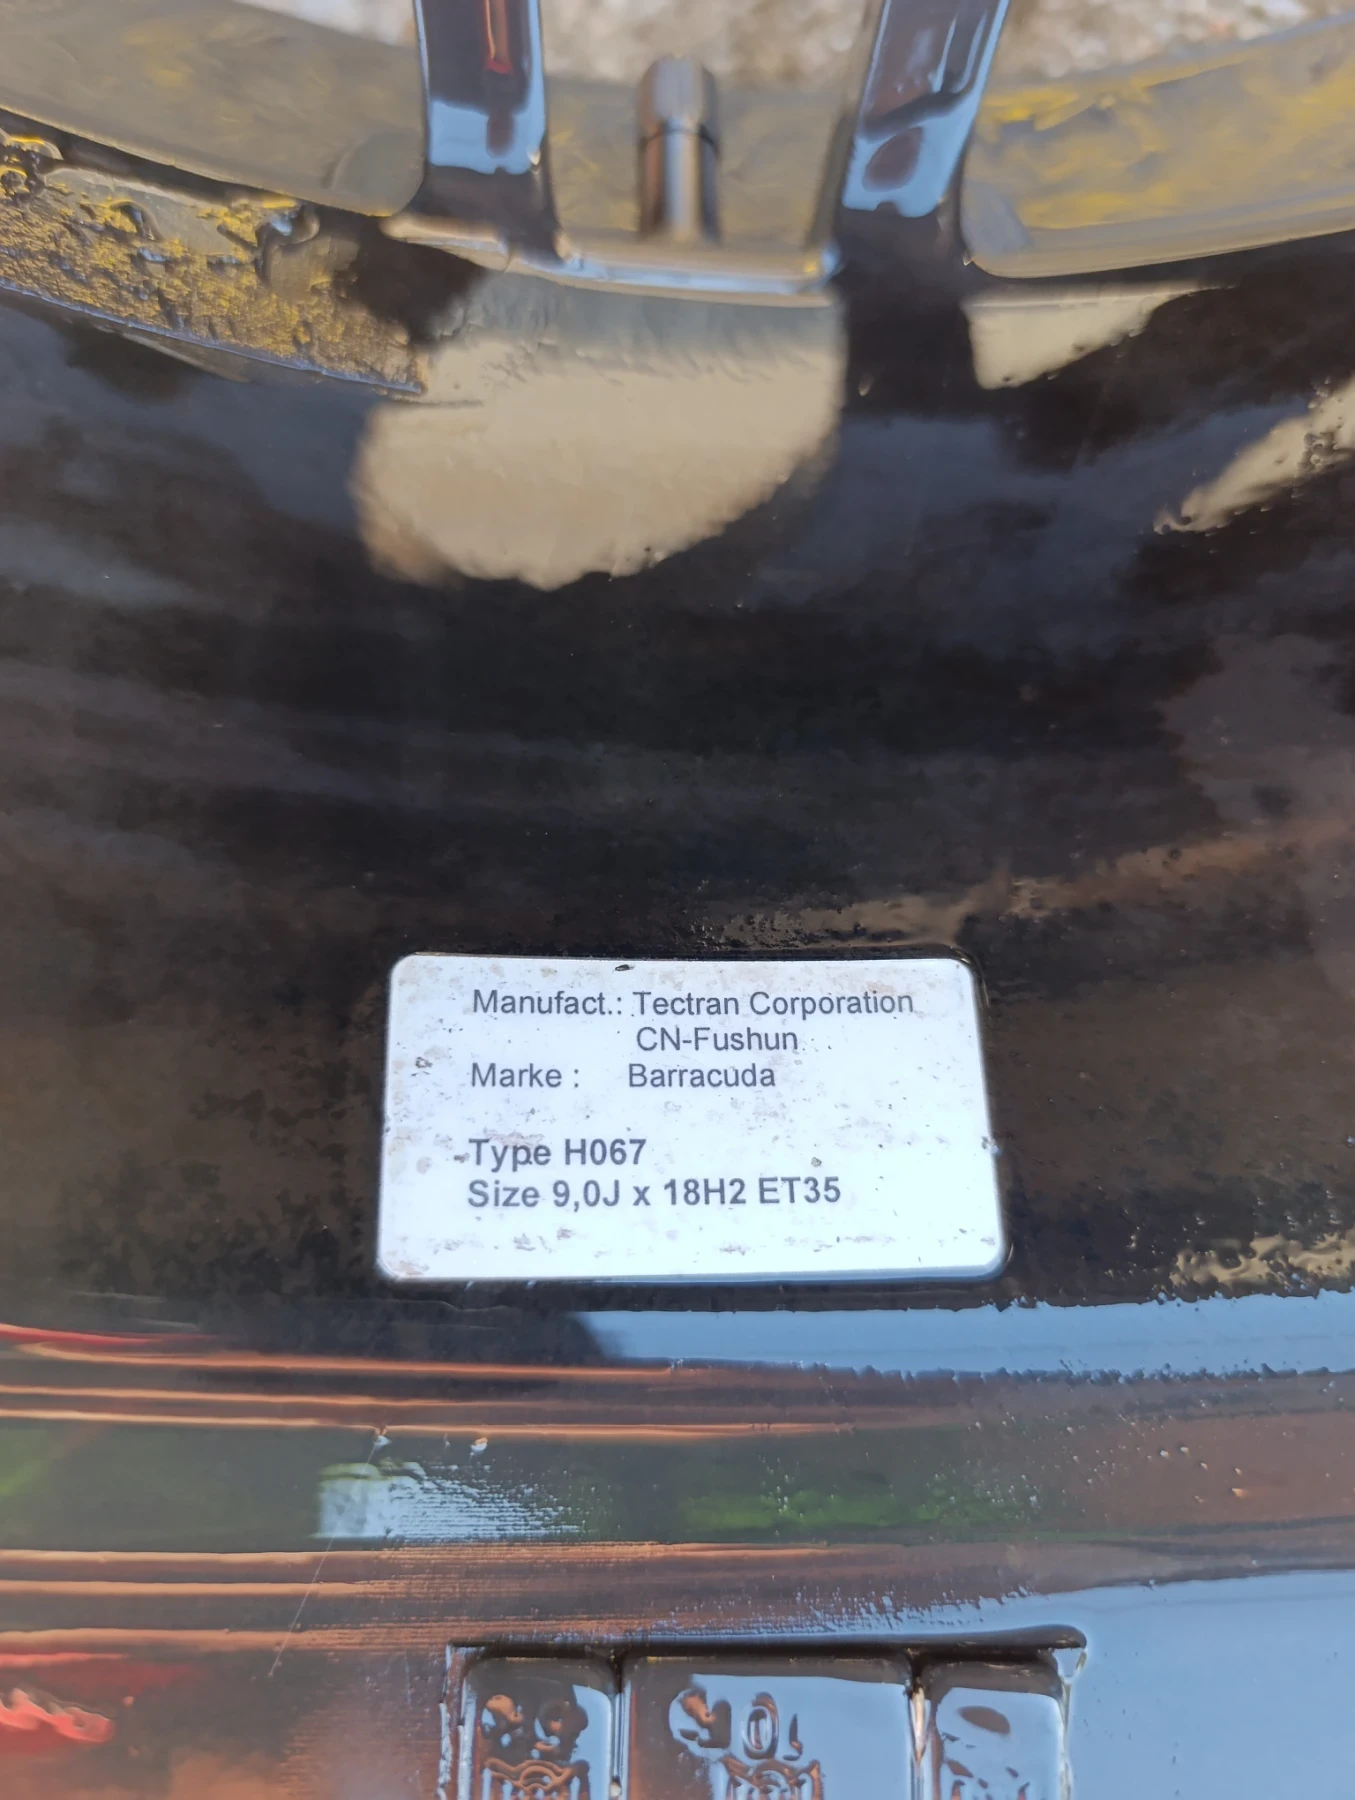 Manufact.: Tectran Corporation
CN-Fushun
Marke : Barracuda
Type H067
Size 9,0J x 18H2 ET35